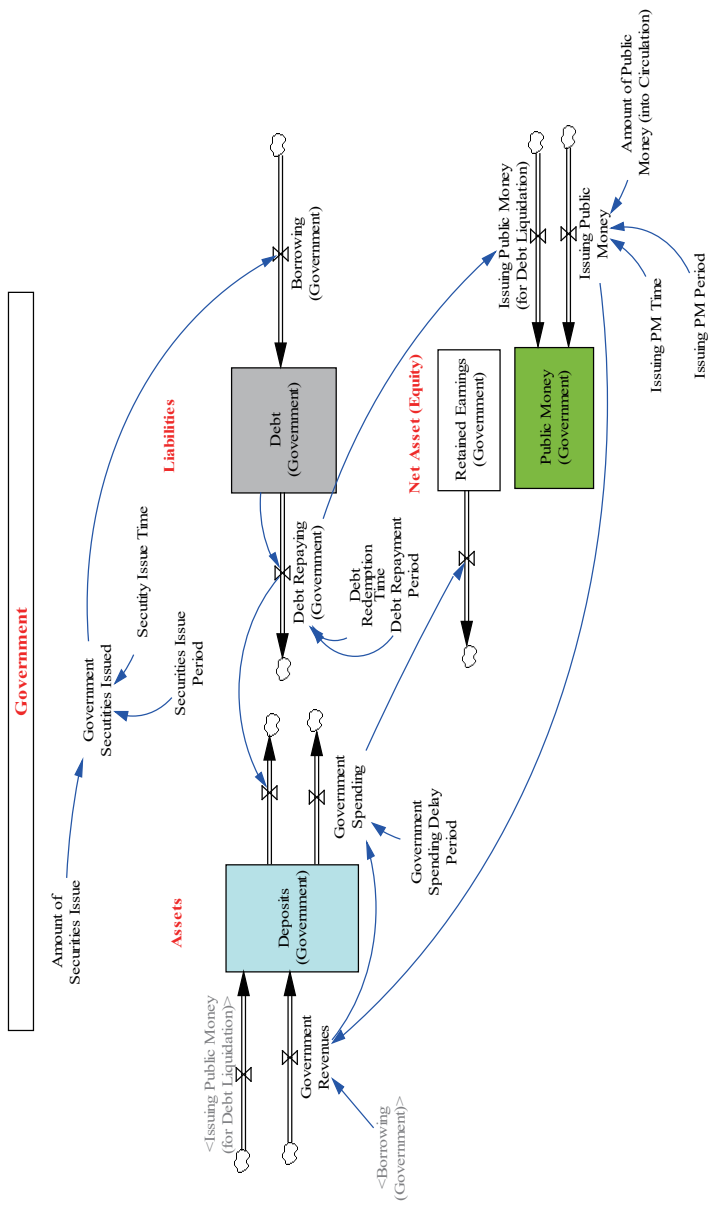 Government
Amount of
Securities Issue
Government
Secutities Issued
Secutity Issue Time
Securities Issue
Period
Assets
Liabilities
<Issuing Public Money
(for Debt Liquidation)>
Deposits
(Government)
Government
Revenues
<Borrowing
(Government)>
Government
Spending
Government
Spending Delay
Period
Debt
(Government)
Borrowing
(Government)
Debt Repaying
(Government)
Debt
Redemption
Time
Debt Repayment
Period
Net Asset (Equity)
Retained Earnings
(Government)
Public Money
(Government)
Issuing Public Money
(for Debt Liquidation)
Issuing Public
Money
Issuing PM Time
Issuing PM Period
Amount of Public
Money (into Circulation)